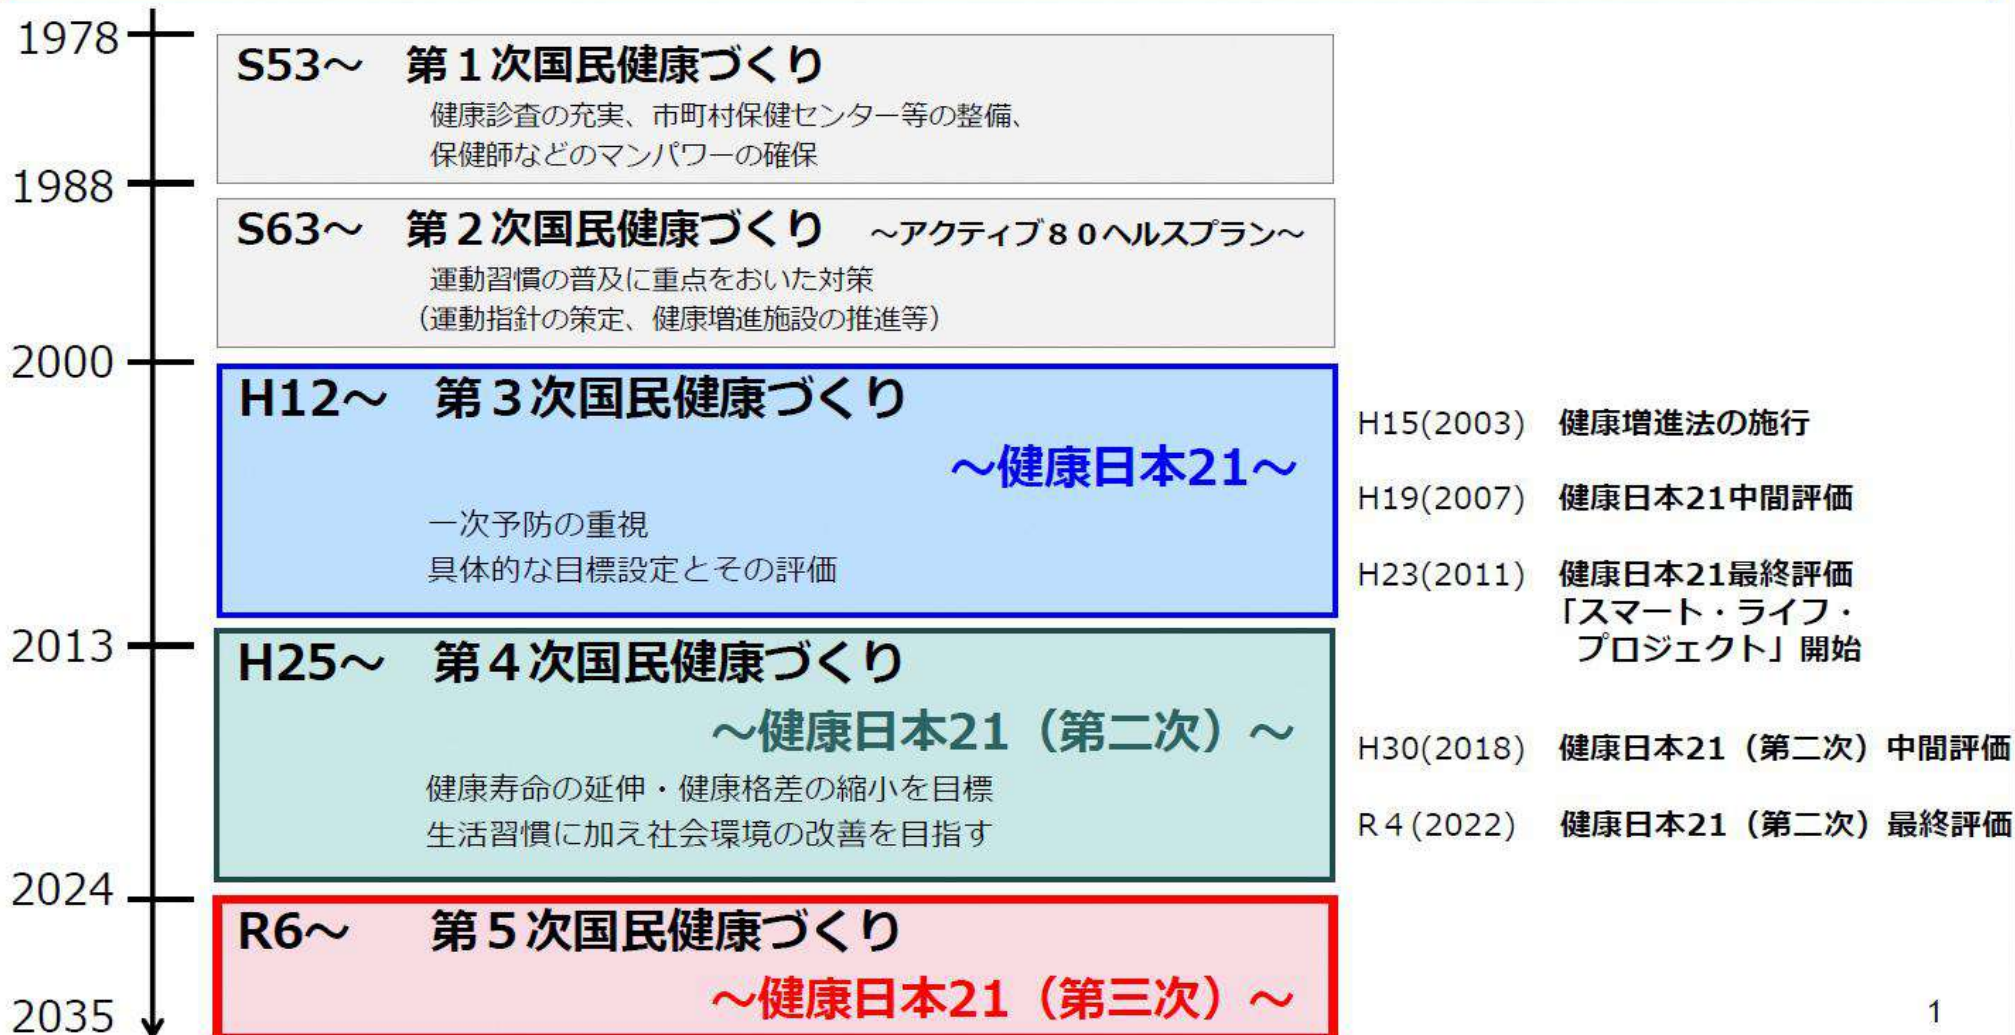 1978
S53～　第１次国民健康づくり
健康診査の充実、市町村保健センター等の整備、
保健師などのマンパワーの確保
1988
S63～　第２次国民健康づくり　～アクティブ８０ヘルスプラン～
運動習慣の普及に重点をおいた対策
（運動指針の策定、健康増進施設の推進等）
2000
H12～　第３次国民健康づくり
～健康日本21～
一次予防の重視
具体的な目標設定とその評価
H15(2003)　健康増進法の施行
H19(2007)　健康日本21中間評価
H23(2011)　健康日本21最終評価
「スマート・ライフ・
プロジェクト」開始
2013
H25～　第４次国民健康づくり
～健康日本21（第二次）～
健康寿命の延伸・健康格差の縮小を目標
生活習慣に加え社会環境の改善を目指す
H30(2018)　健康日本21（第二次）中間評価
R４(2022)　健康日本21（第二次）最終評価
2024
R6～　第５次国民健康づくり
～健康日本21（第三次）～
2035
1